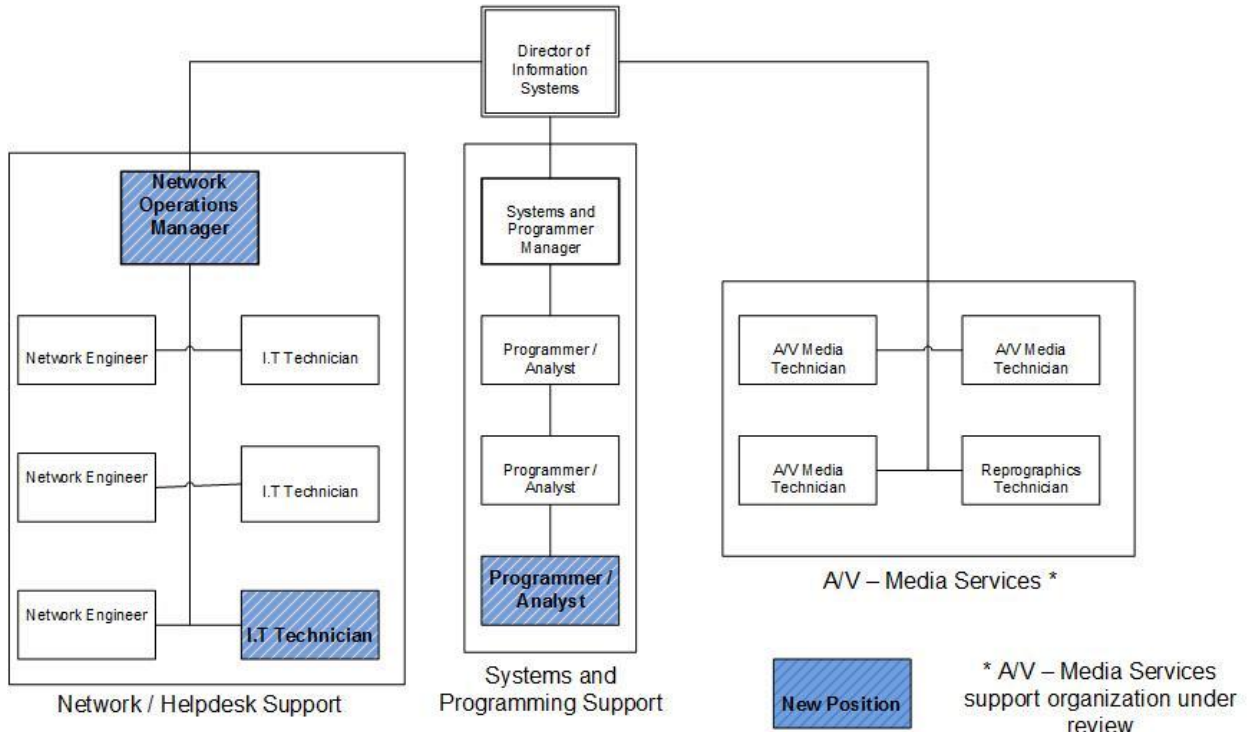 Director of
Information
Systems
Network
Operations
Manager
Systems and
Programmer
Manager
Network Engineer
I.T Technician
Programmer /
Analyst
A/V Media
Technician
A/V Media
Technician
Network Engineer
I.T Technician
Programmer /
Analyst
A/V Media
Technician
Reprographics
Technician
Network Engineer
I.T Technician
Programmer /
Analyst
A/V – Media Services *
Network / Helpdesk Support
Systems and
Programming Support
New Position
* A/V – Media Services
support organization under
review